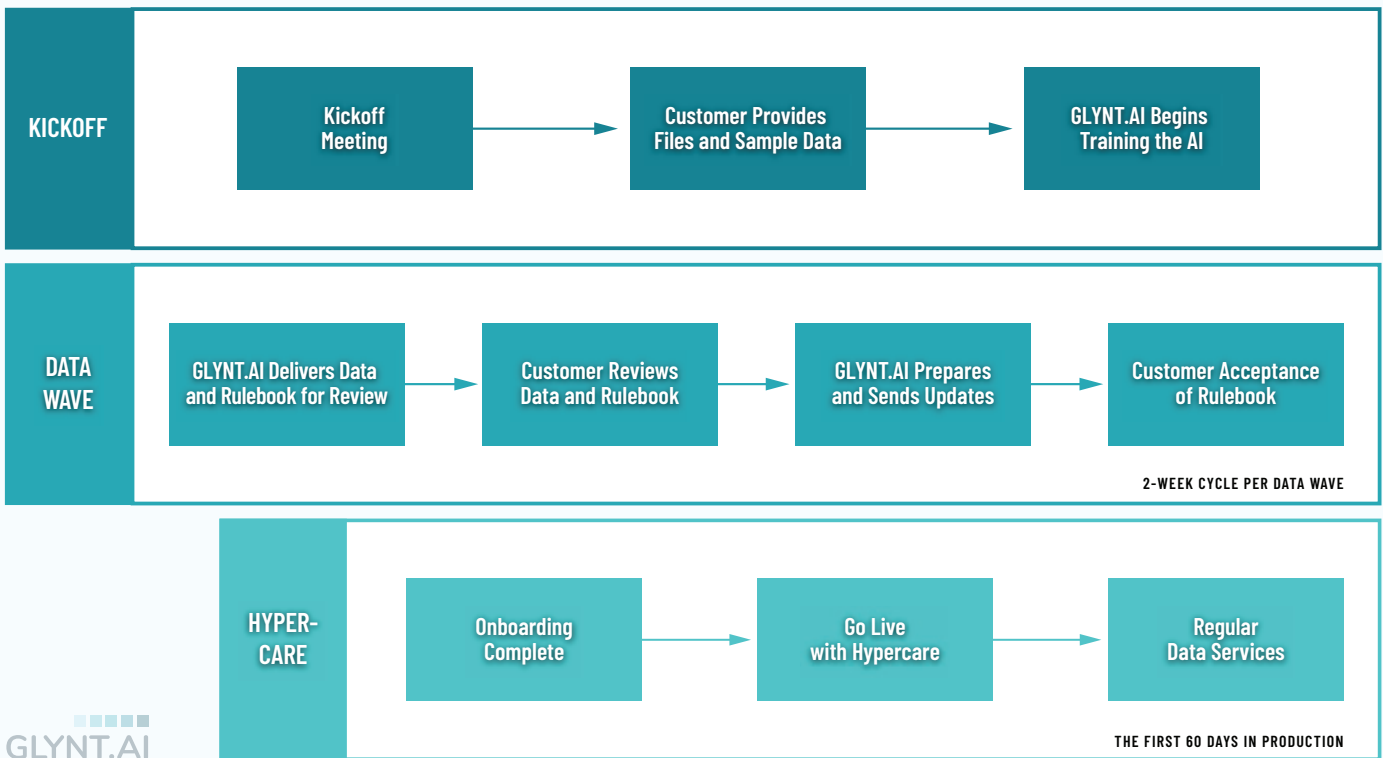 KICKOFF
Kickoff
Meeting
Customer Provides
Files and Sample Data
GLYNT.AI Begins
Training the AI
DATA
WAVE
GLYNT.AI Delivers Data
and Rulebook for Review
Customer Reviews
Data and Rulebook
GLYNT.AI Prepares
and Sends Updates
Customer Acceptance
of Rulebook
2-WEEK CYCLE PER DATA WAVE
HYPER-
CARE
Onboarding
Complete
Go Live
with Hypercare
Regular
Data Services
THE FIRST 60 DAYS IN PRODUCTION
GLYNT.AI